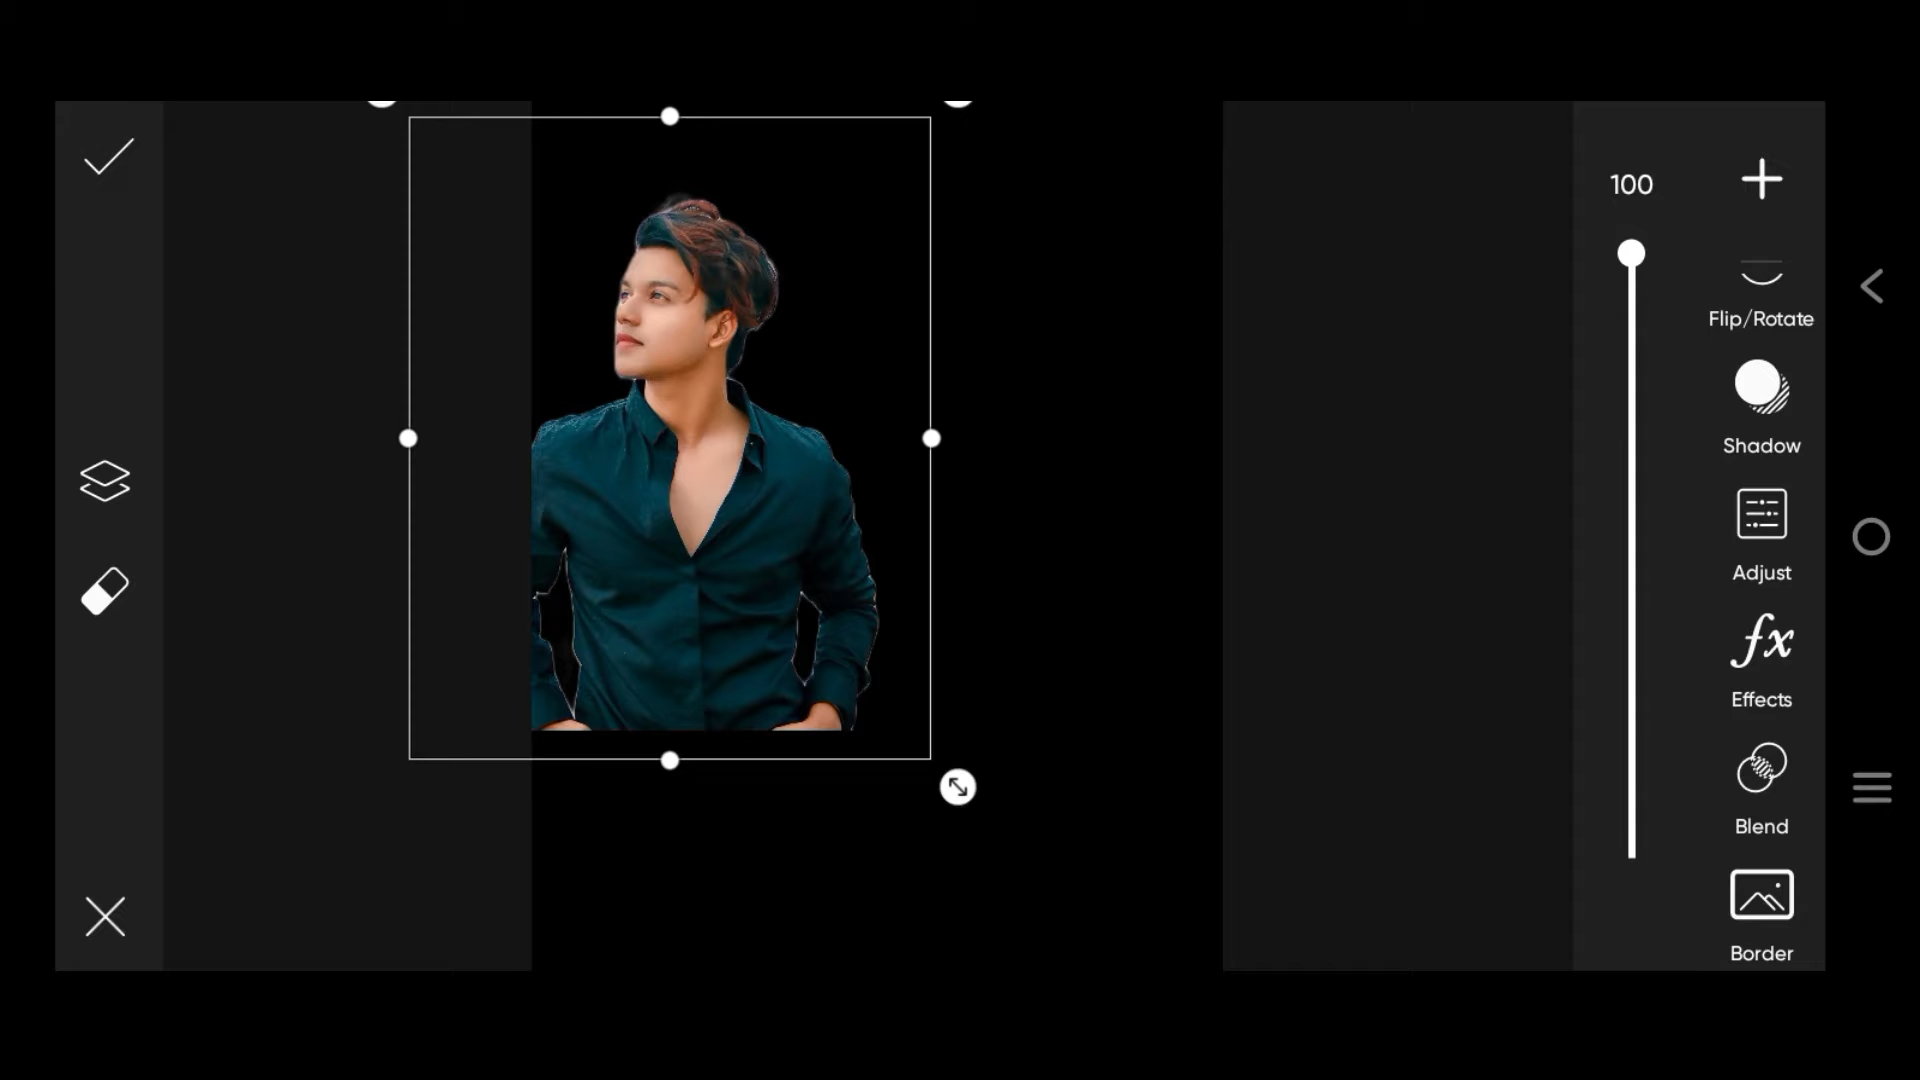 100
Flip/Rotate
Shadow
Adjust
fx
Effects
Blend
Border